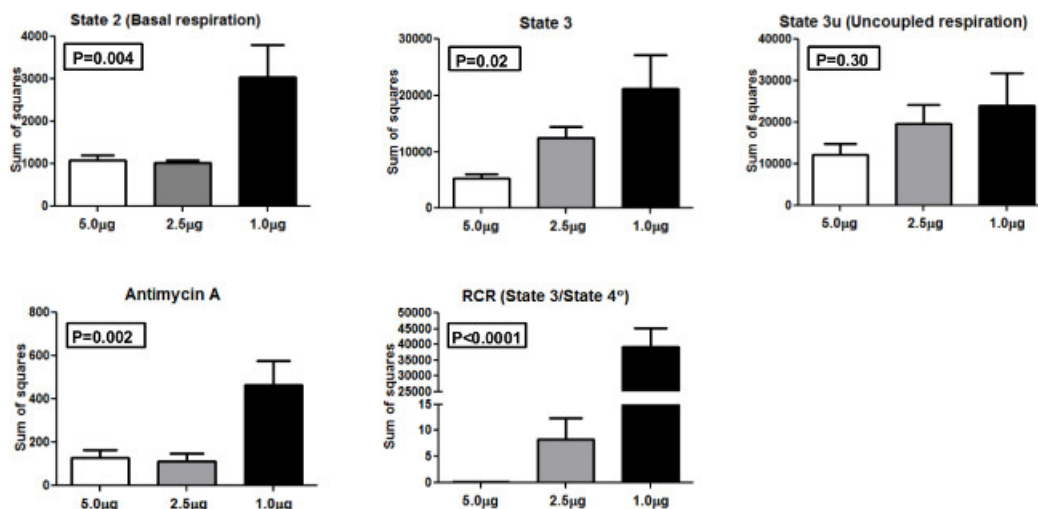 State 2 (Basal respiration)
P=0.004
Sum of squares
4000
3000
2000
1000
0
5.0µg 2.5µg 1.0µg
State 3
P=0.02
Sum of squares
30000
20000
10000
0
5.0µg 2.5µg 1.0µg
State 3u (Uncoupled respiration)
P=0.30
Sum of squares
40000
30000
20000
10000
0
5.0µg 2.5µg 1.0µg
Antimycin A
P=0.002
Sum of squares
800
600
400
200
0
5.0µg 2.5µg 1.0µg
RCR (State 3/State 4º)
P<0.0001
Sum of squares
50000
45000
40000
35000
30000
25000
15
10
5
0
5.0µg 2.5µg 1.0µg